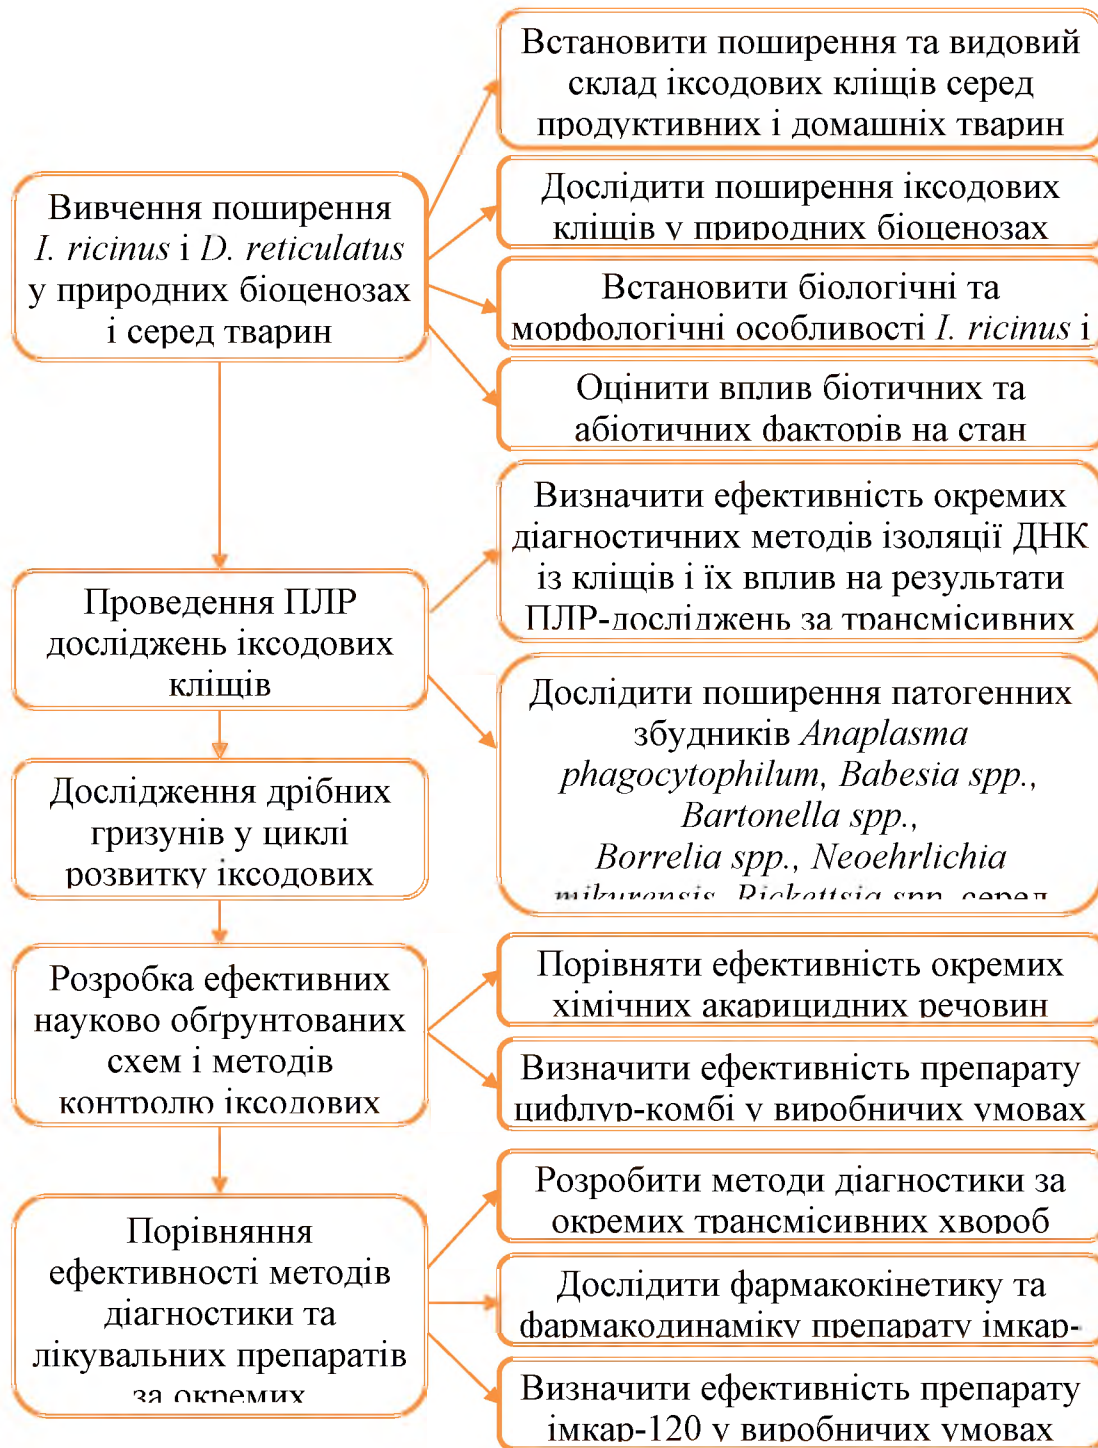 Встановити поширення та видовий
склад іксодових кліщів серед
продуктивних і домашніх тварин
Вивчення поширення
I. ricinus і D. reticulatus
у природних біоценозах
і серед тварин
Дослідити поширення іксодових
кліщів у природних біоценозах
Встановити біологічні та
морфологічні особливості I. ricinus і
Оцінити вплив біотичних та
абіотичних факторів на стан
Проведення ПЛР
досліджень іксодових
кліщів
Визначити ефективність окремих
діагностичних методів ізоляції ДНК
із кліщів і їх вплив на результати
ПЛР-досліджень за трансмісивних
Дослідити поширення патогенних
збудників Anaplasma
phagocytophilum, Babesia spp.,
Bartonella spp.,
Borrelia spp., Neoehrlichia
mikurensis, Rickettsia spp. серед
Дослідження дрібних
гризунів у циклі
розвитку іксодових
Розробка ефективних
науково обґрунтованих
схем і методів
контролю іксодових
Порівняти ефективність окремих
хімічних акарицидних речовин
Визначити ефективність препарату
цифлур-комбі у виробничих умовах
Порівняння
ефективності методів
діагностики та
лікувальних препаратів
за окремих
Розробити методи діагностики за
окремих трансмісивних хвороб
Дослідити фармакокінетику та
фармакодинаміку препарату імкар-
Визначити ефективність препарату
імкар-120 у виробничих умовах